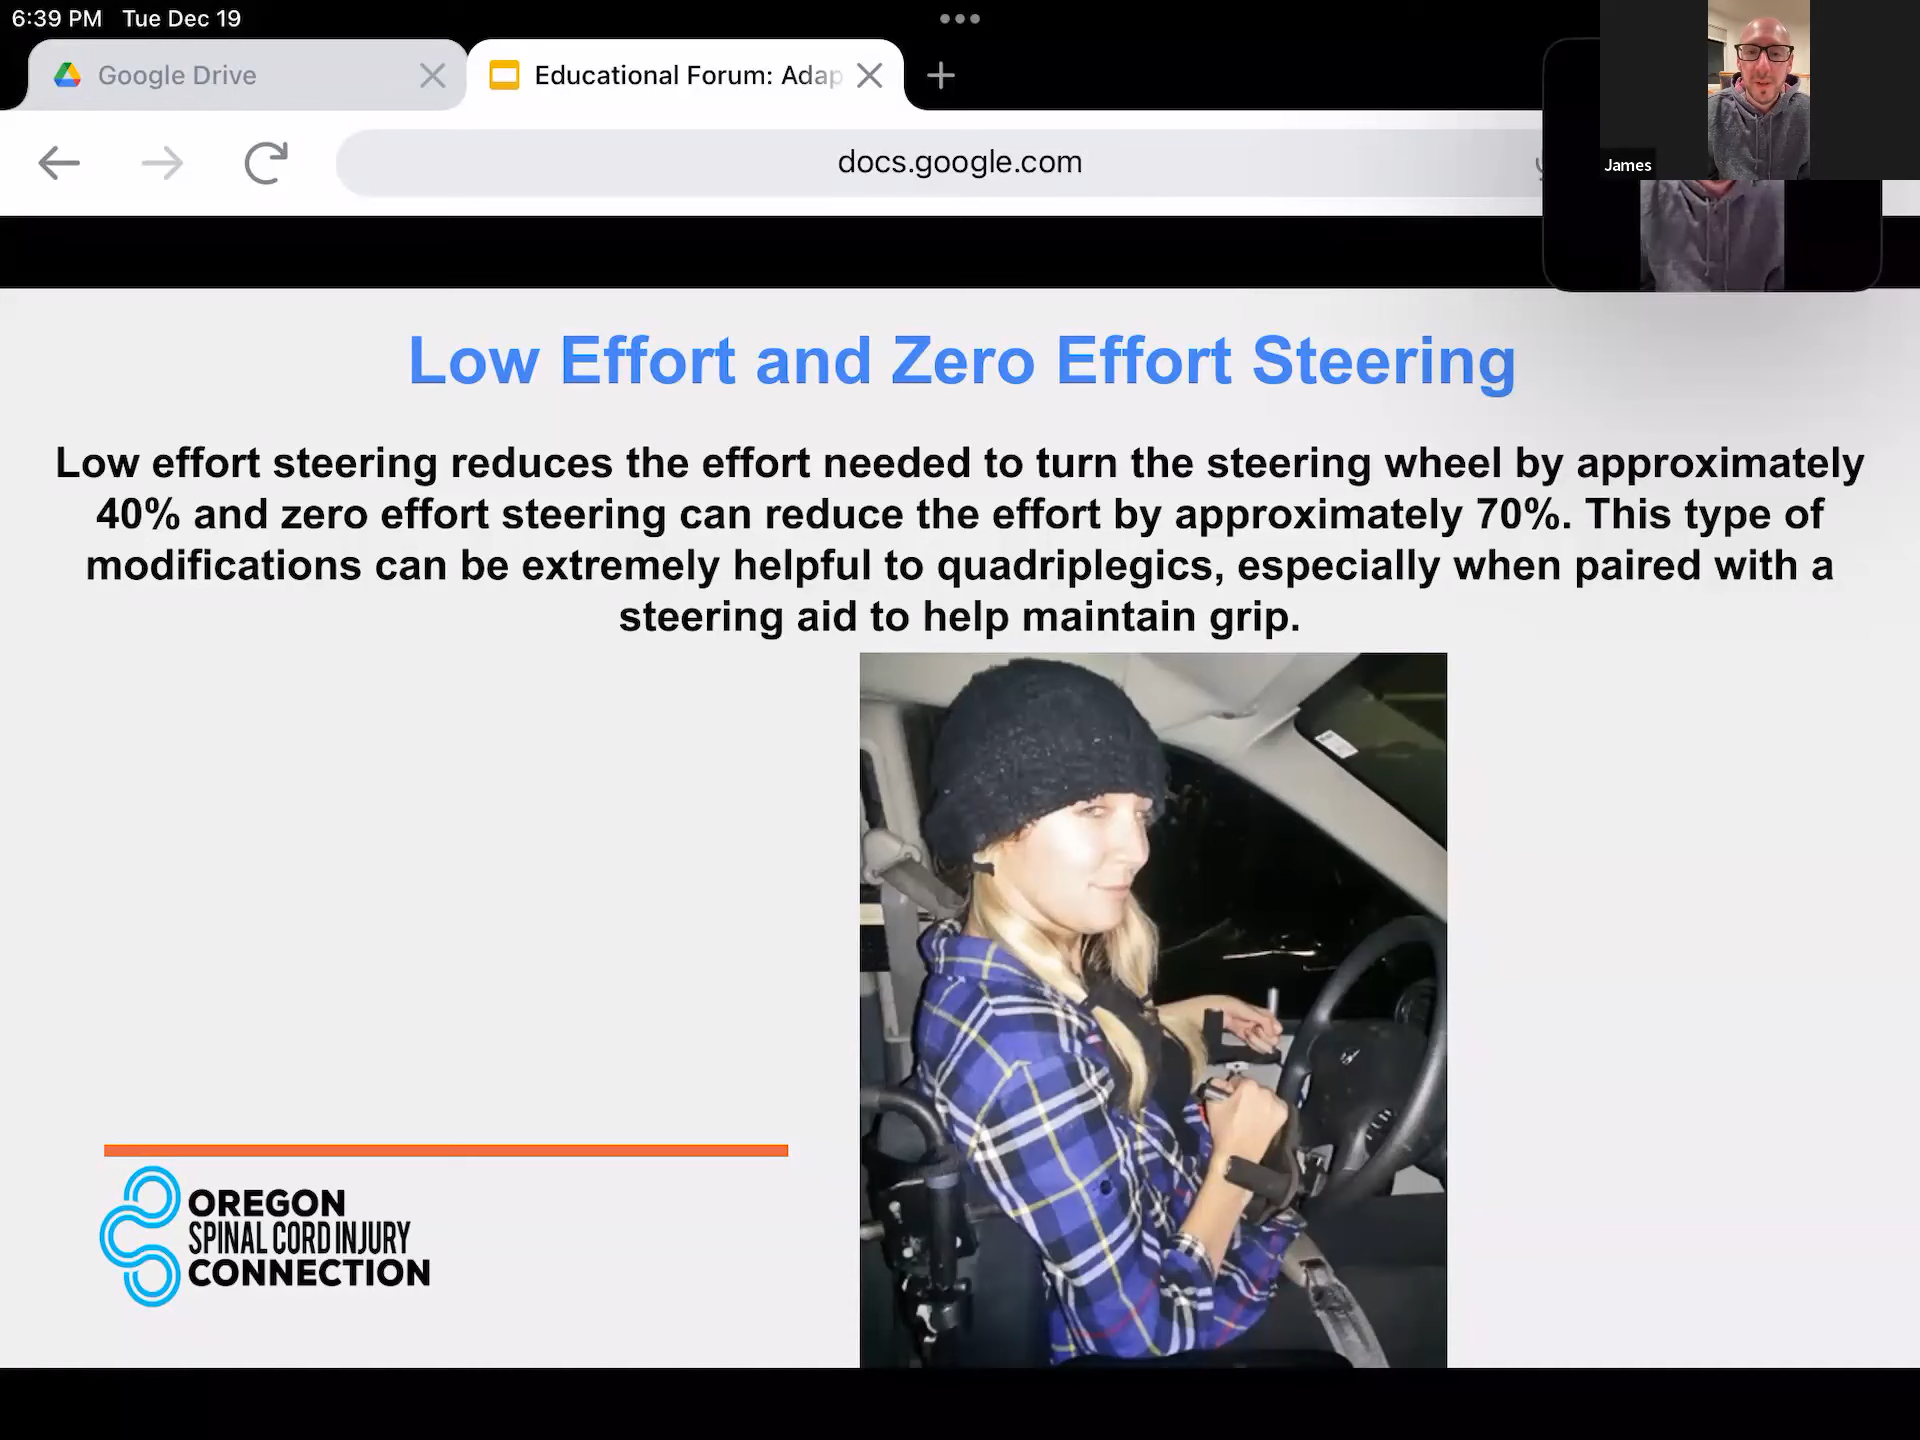 6:39 PM Tue Dec 19
Google Drive
Educational Forum: Adap
docs.google.com
James
Low Effort and Zero Effort Steering
Low effort steering reduces the effort needed to turn the steering wheel by approximately
40% and zero effort steering can reduce the effort by approximately 70%. This type of
modifications can be extremely helpful to quadriplegics, especially when paired with a
steering aid to help maintain grip.
OREGON
SPINAL CORD INJURY
CONNECTION